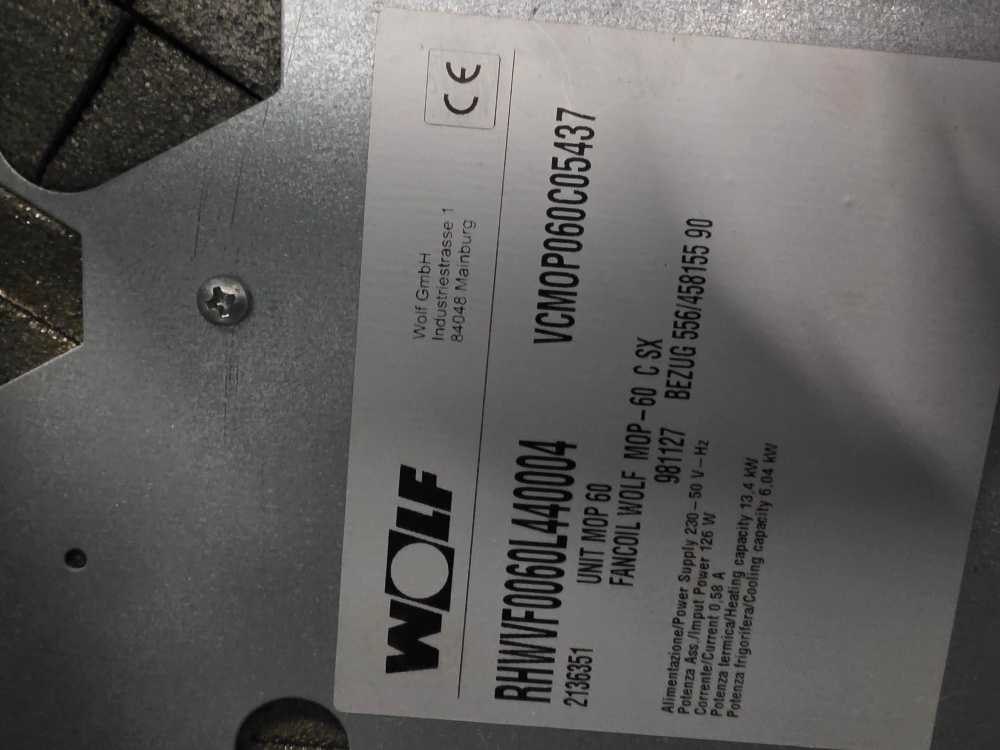 WOLF
Wolf GmbH
Industriestrasse 1
84048 Mainburg
CE
RHWVF0060L440004 VCMOP060C05437
2136351 UNIT MOP 60
FANCOIL WOLF MOP-60 C SX
981127 BEZUG 556/458155 90
Alimentazione/Power Supply 230-50 V-Hz
Potenza Ass./Imput Power 126 W
Corrente/Current 0,58 A
Potenza termica/Heating capacity 13.4 kW
Potenza frigorifera/Cooling capacity 6.04 kW